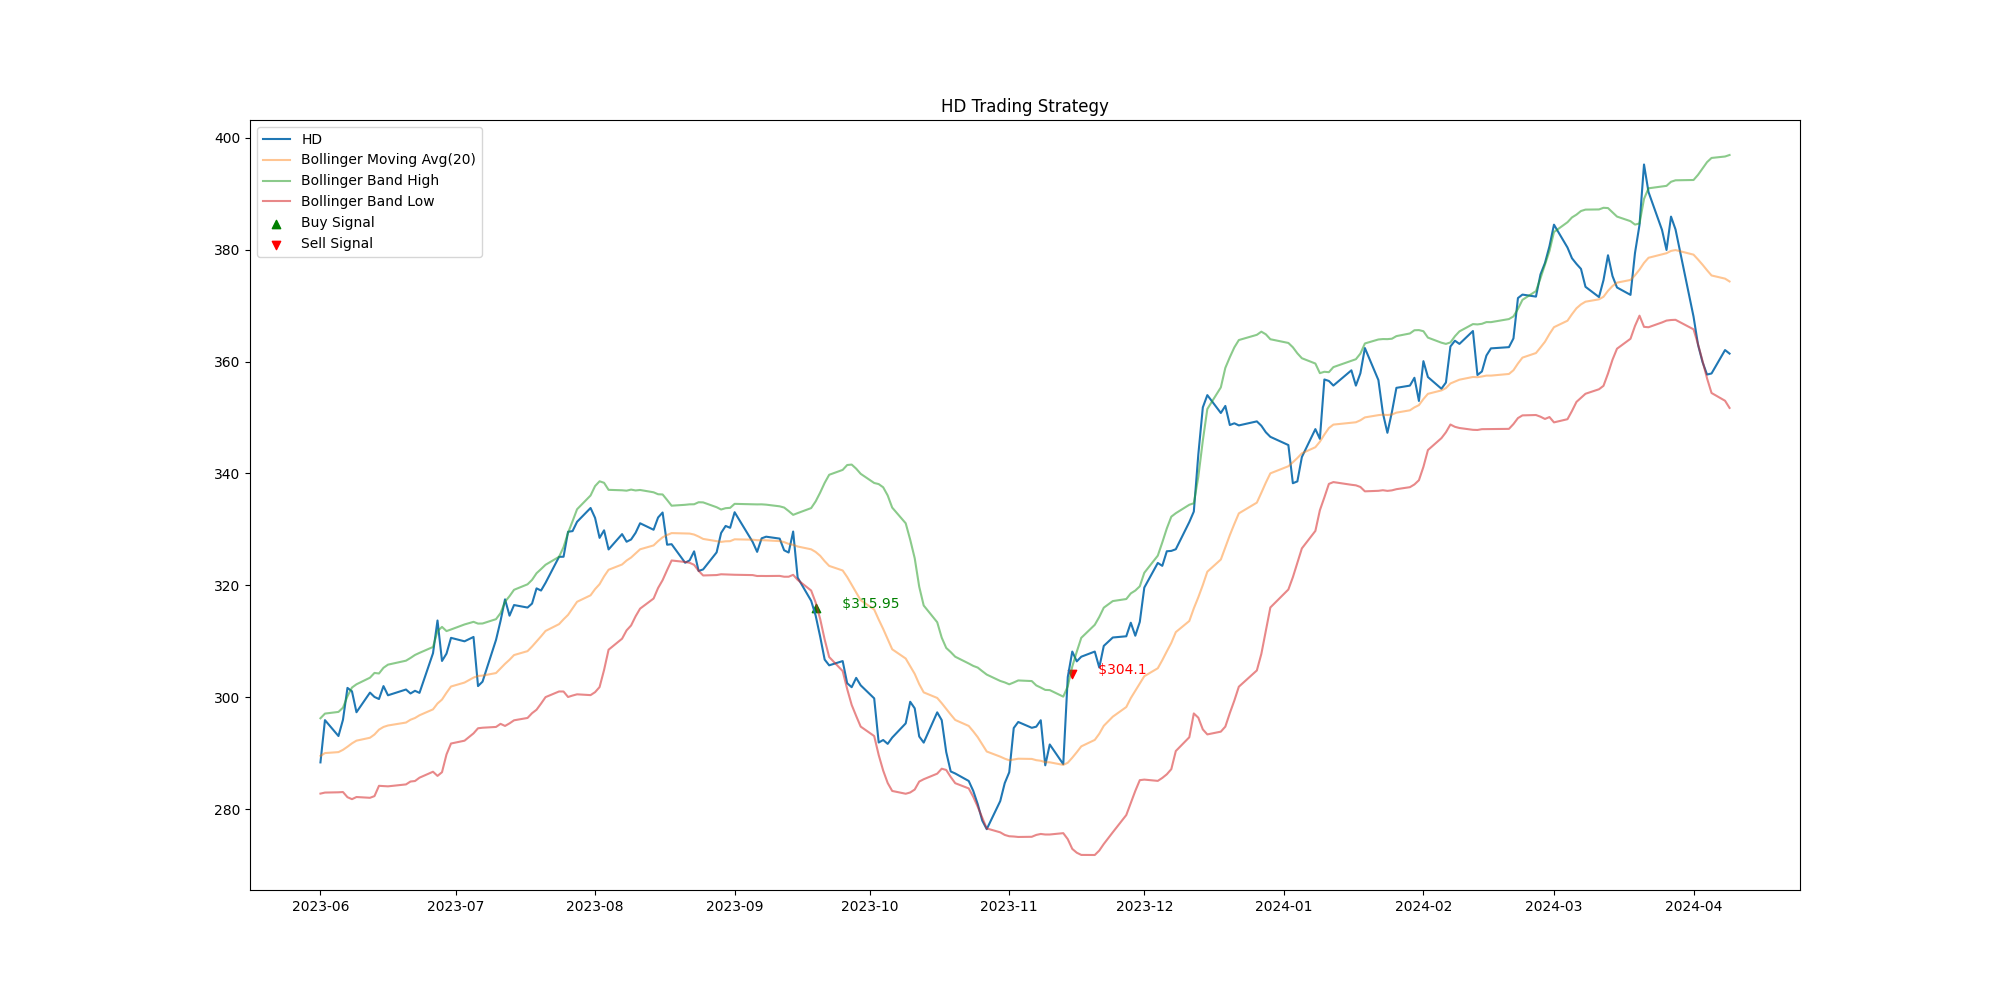 HD Trading Strategy
400
380
360
340
320
300
280
HD
Bollinger Moving Avg(20)
Bollinger Band High
Bollinger Band Low
Buy Signal
Sell Signal
$315.95
$304.1
2023-06
2023-07
2023-08
2023-09
2023-10
2023-11
2023-12
2024-01
2024-02
2024-03
2024-04